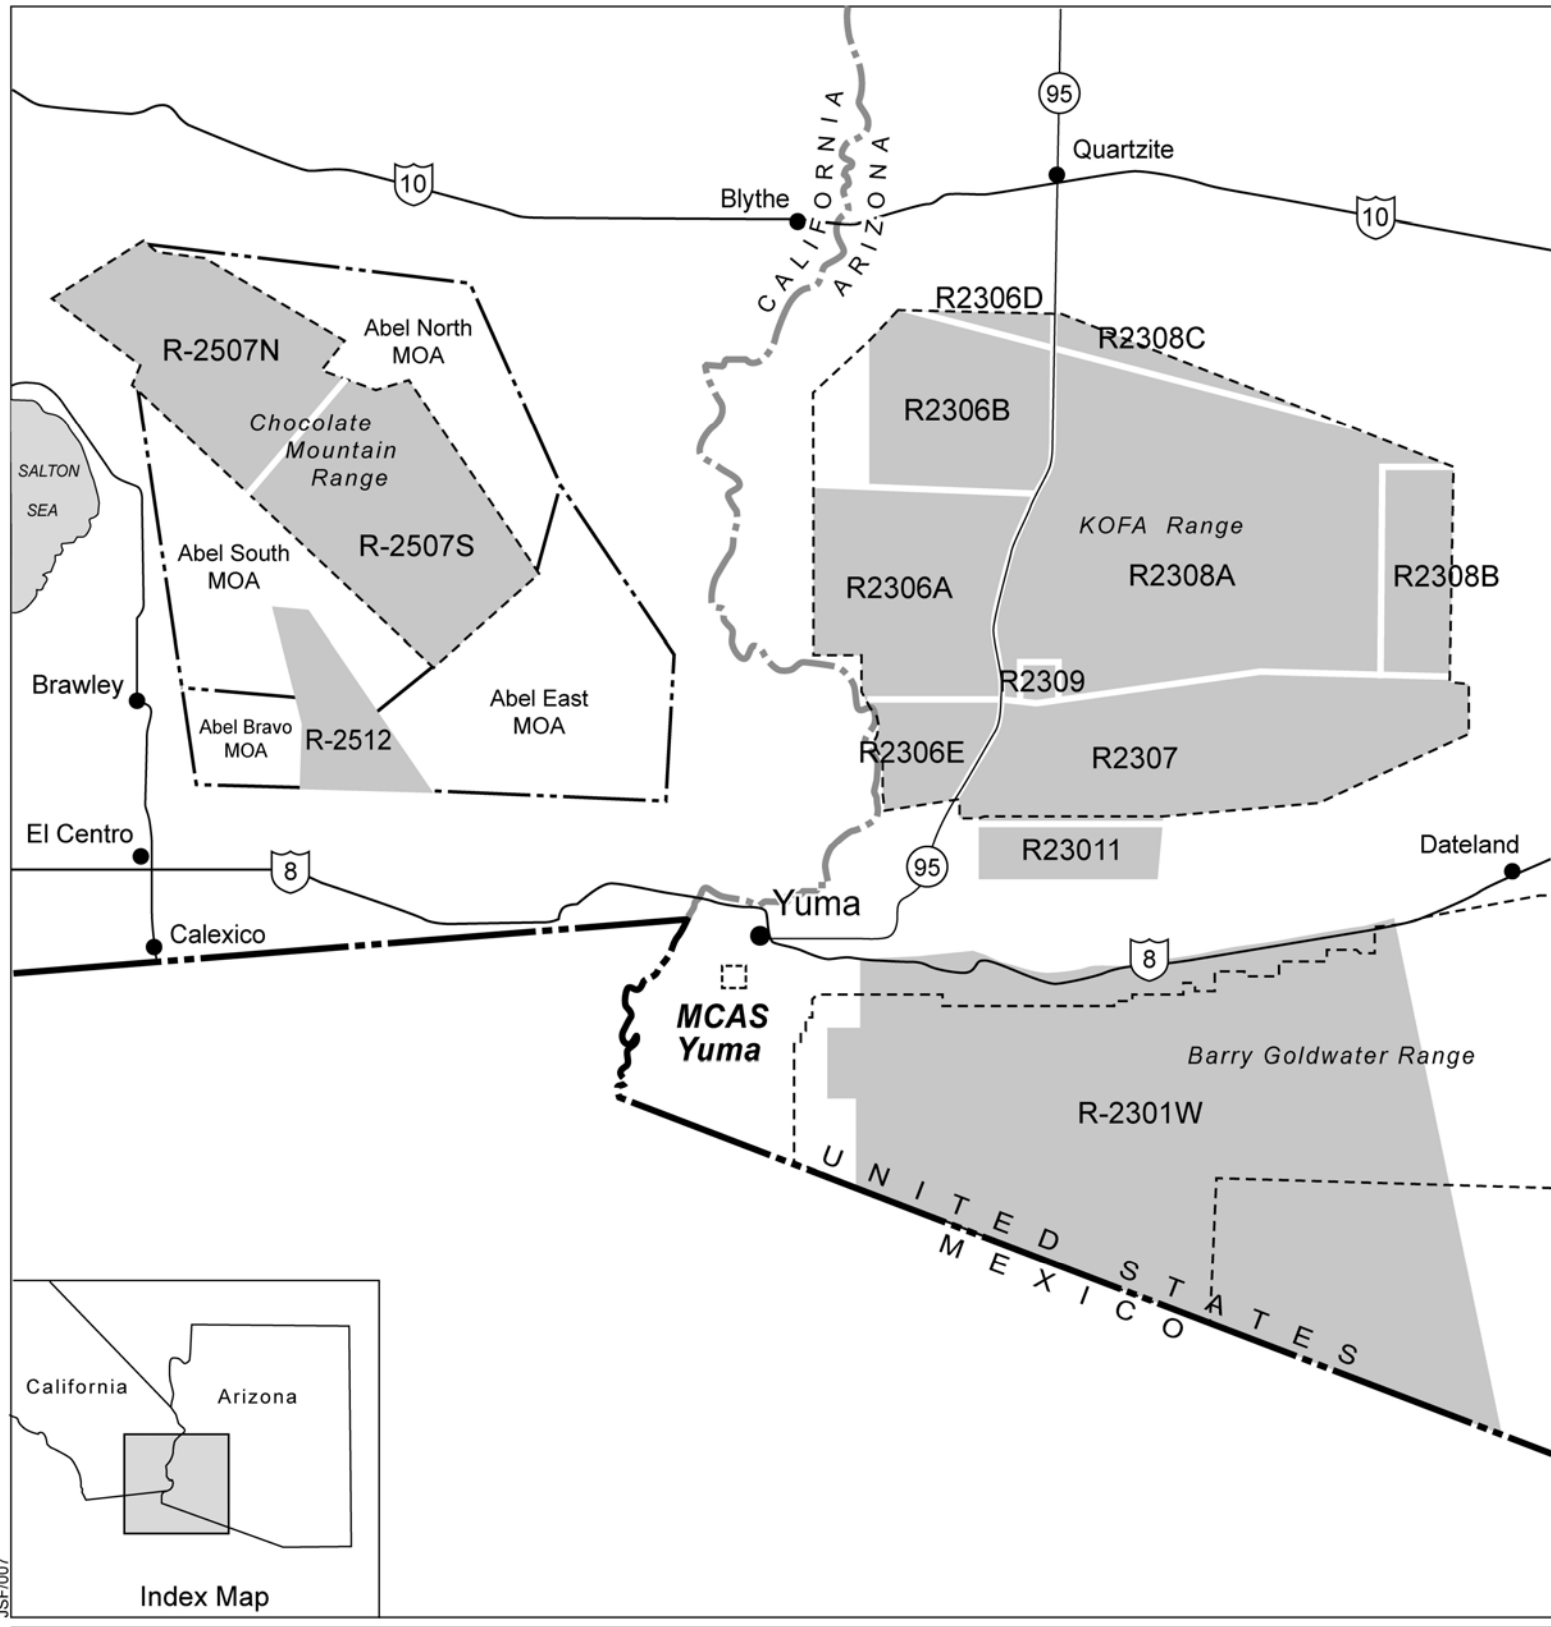 95
Quartzite
10
CALIFORNIA
ARIZONA
Blythe
10
R2306D
R2308C
Abel North
MOA
R-2507N
R2306B
Chocolate
Mountain
Range
SALTON
SEA
KOFA Range
R-2507S
Abel South
MOA
R2306A
R2308A
R2308B
R2309
Brawley
Abel East
MOA
Abel Bravo
MOA
R-2512
R2306E
R2307
El Centro
8
95
R23011
Dateland
Yuma
Calexico
8
MCAS
Yuma
Barry Goldwater Range
R-2301W
UNITED STATES
MEXICO
California
Arizona
Index Map
JSF/007